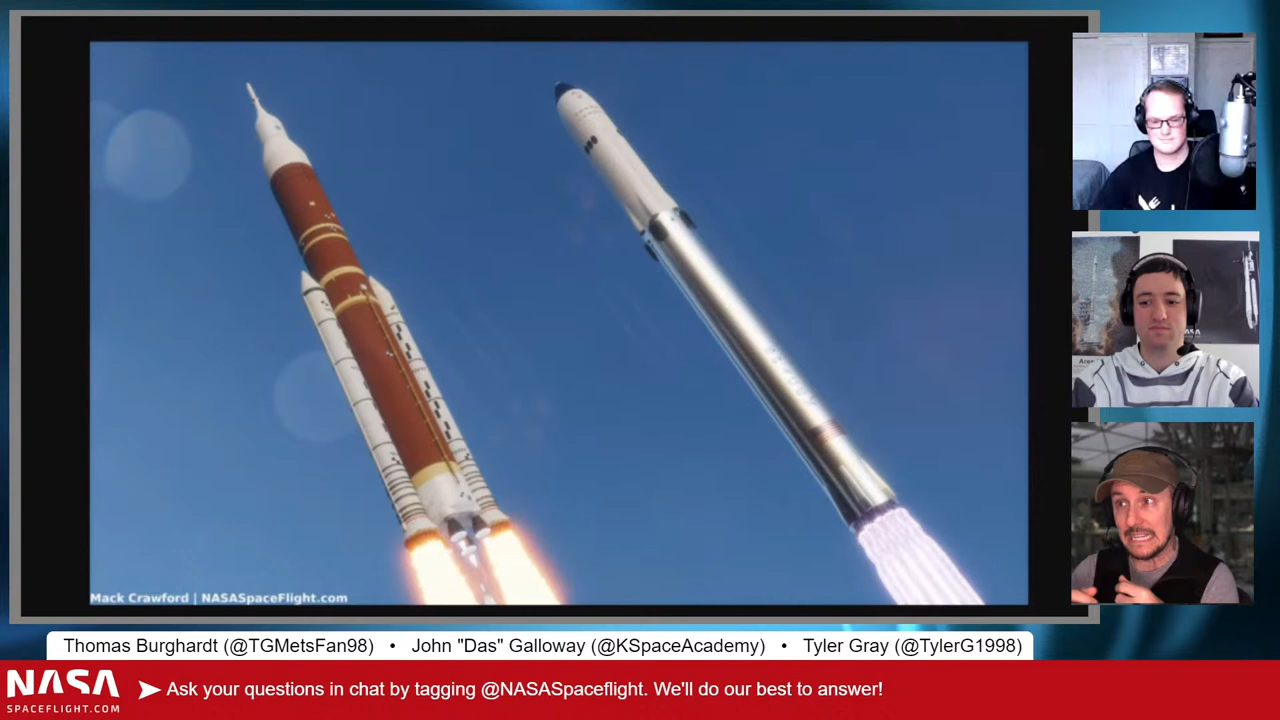 Mack Crawford | NASASpaceFlight.com
Thomas Burghardt (@TGMetsFan98) • John "Das" Galloway (@KSpaceAcademy) • Tyler Gray (@TylerG1998)
NASA
SPACEFLIGHT.COM
Ask your questions in chat by tagging @NASASpaceflight. We'll do our best to answer!